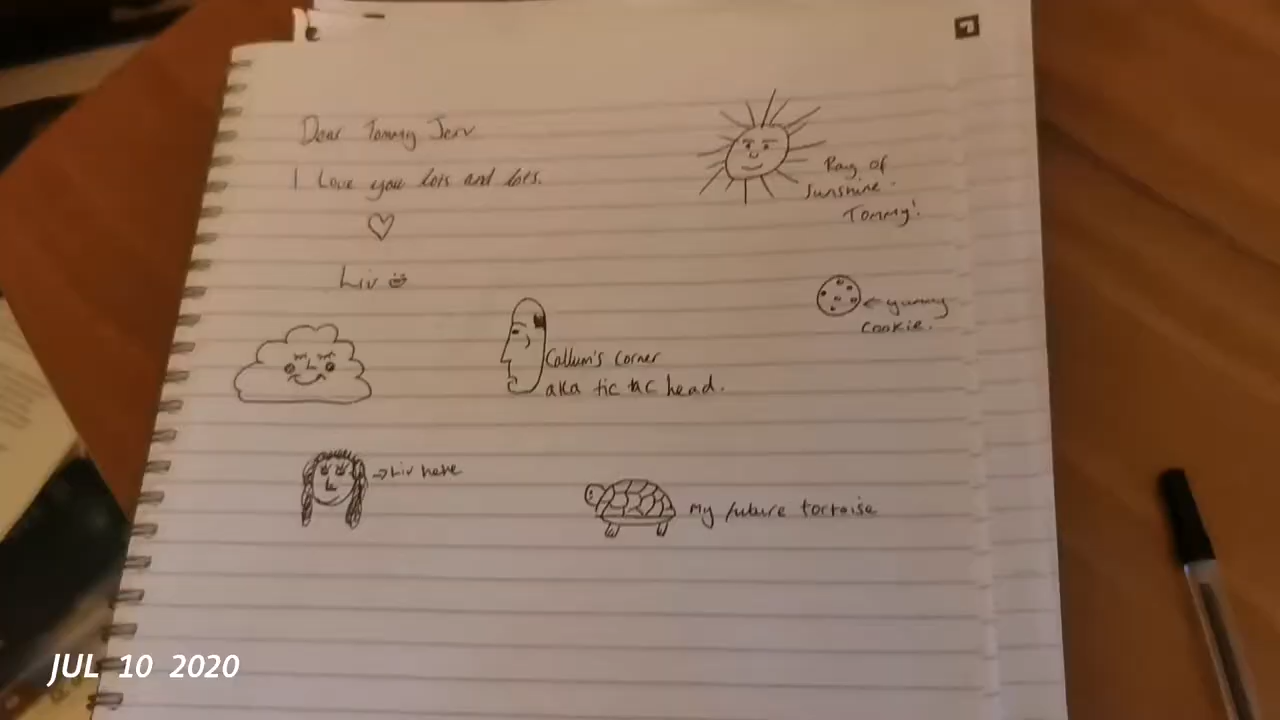 Dear Tommy Jerv
I Love you lots and lots.
Liv
Ray of
Sunshine.
Tommy!
← yummy
cookie.
Callum's corner
aka tic tac head.
→ Liv here
My future tortoise
JUL 10 2020